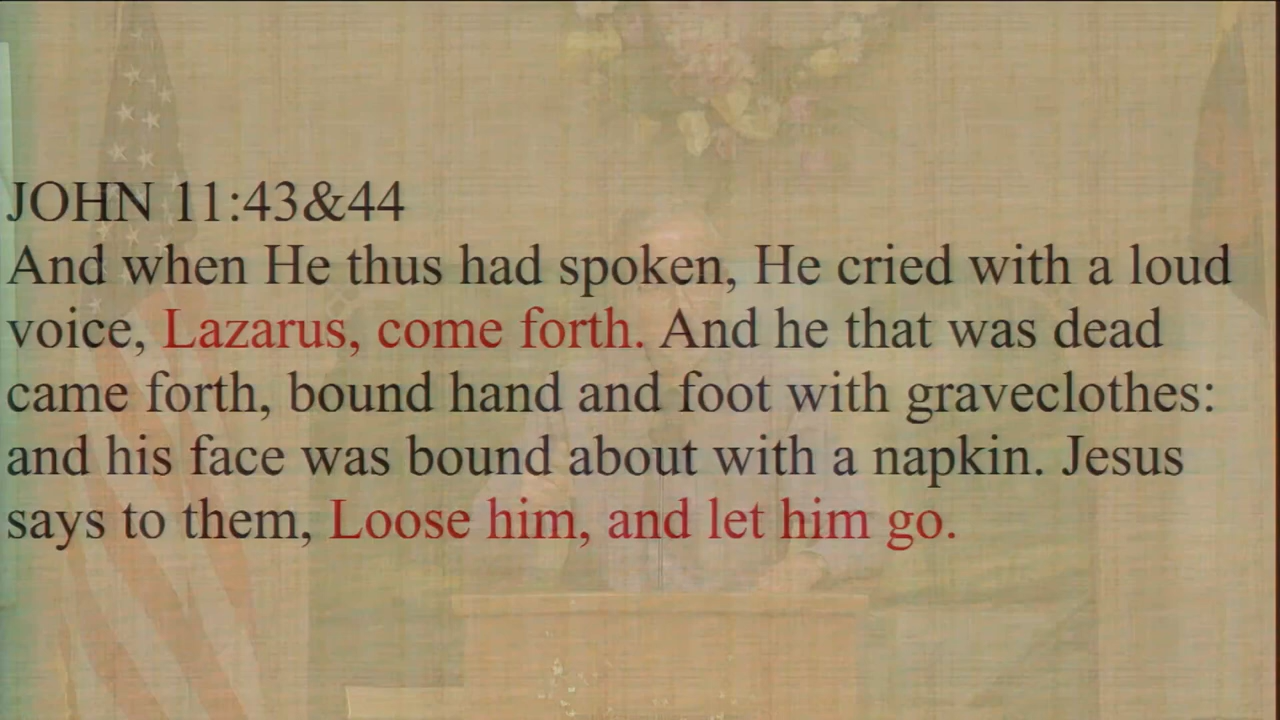 JOHN 11:43&44
And when He thus had spoken, He cried with a loud
voice, Lazarus, come forth. And he that was dead
came forth, bound hand and foot with graveclothes:
and his face was bound about with a napkin. Jesus
says to them, Loose him, and let him go.